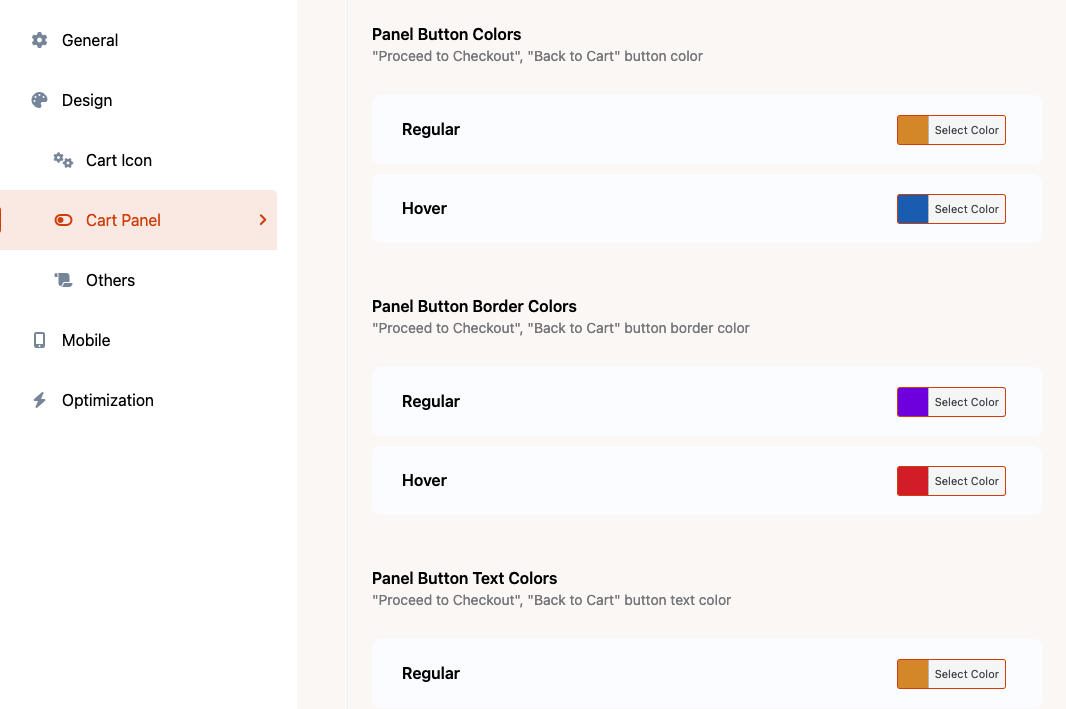 General
Design
Cart Icon
Cart Panel
Others
Mobile
Optimization
Panel Button Colors
"Proceed to Checkout", "Back to Cart" button color
Regular
Select Color
Hover
Select Color
Panel Button Border Colors
"Proceed to Checkout", "Back to Cart" button border color
Regular
Select Color
Hover
Select Color
Panel Button Text Colors
"Proceed to Checkout", "Back to Cart" button text color
Regular
Select Color